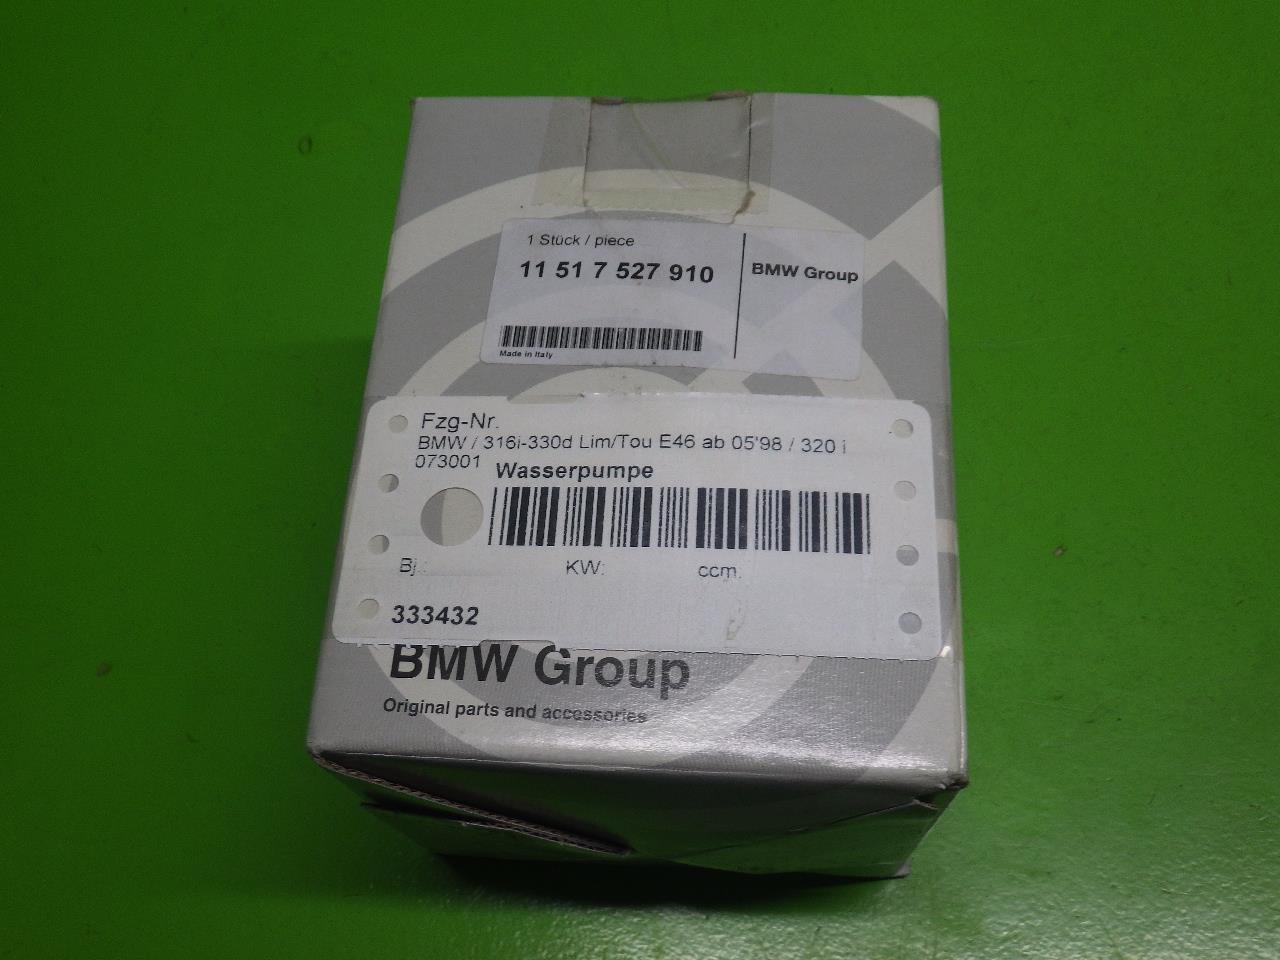 1 Stück / piece
11 51 7 527 910
BMW Group
Made in Italy
Fzg-Nr.
BMW / 316i-330d Lim/Tou E46 ab 05'98 / 320 i
073001 Wasserpumpe
Bj.: KW: ccm.
333432
BMW Group
Original parts and accessories